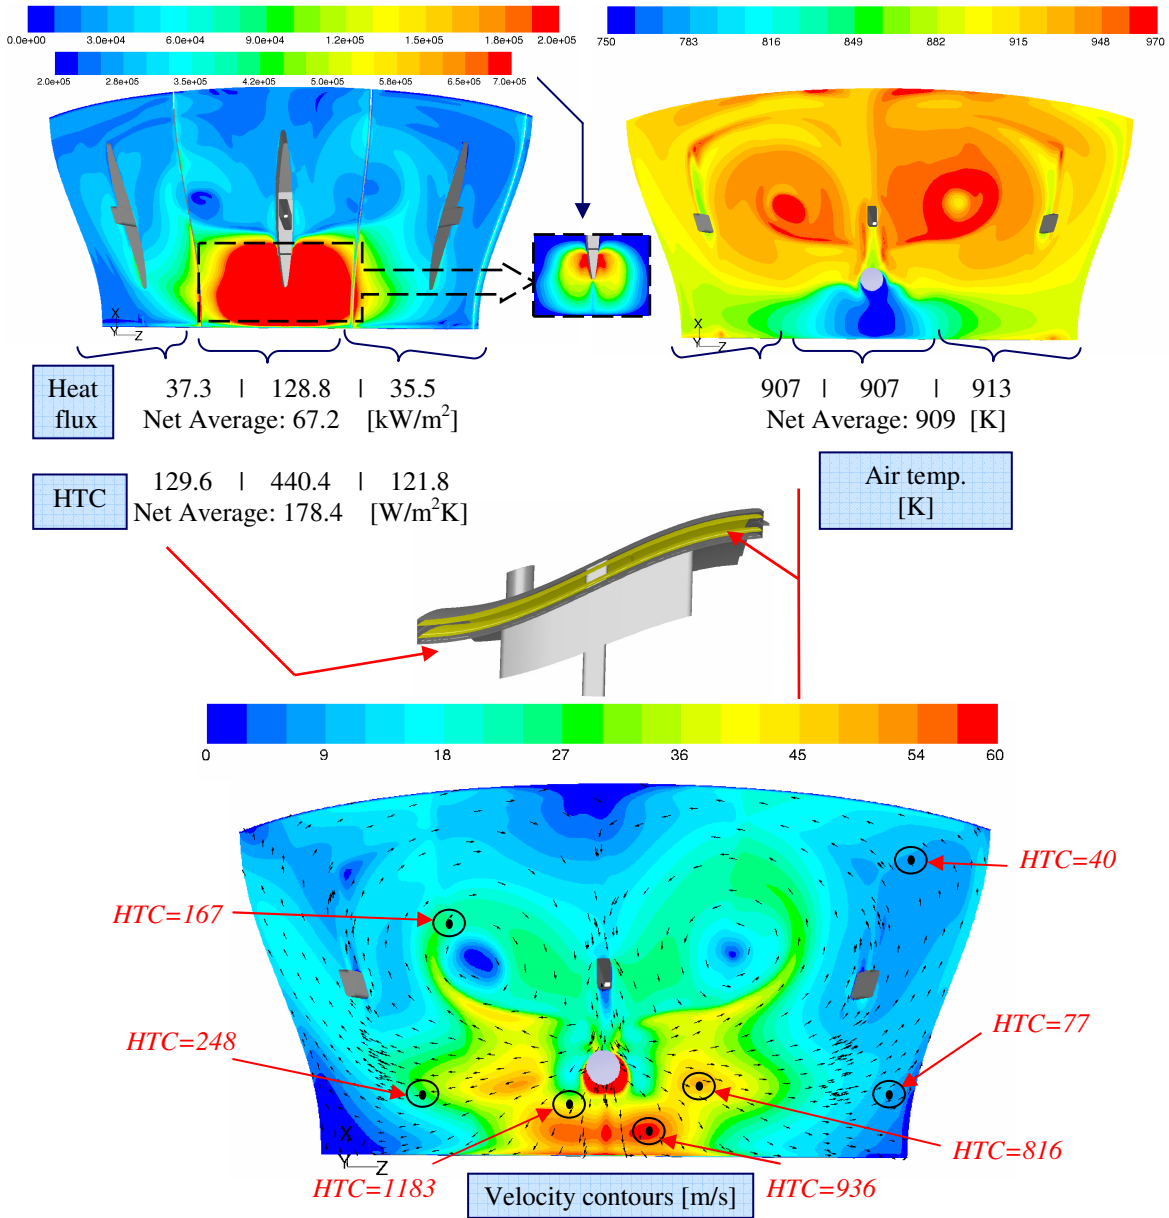 0.0e+00 3.0e+04 6.0e+04 9.0e+04 1.2e+05 1.5e+05 1.8e+05 2.0e+05
2.0e+05 2.8e+05 3.5e+05 4.2e+05 5.0e+05 5.8e+05 6.5e+05 7.0e+05
750 783 816 849 882 915 948 970
X
Y Z
X
Y Z
Heat
flux
37.3 | 128.8 | 35.5
Net Average: 67.2 [kW/m²]
907 | 907 | 913
Net Average: 909 [K]
HTC
129.6 | 440.4 | 121.8
Net Average: 178.4 [W/m²K]
Air temp.
[K]
0 9 18 27 36 45 54 60
HTC=40
HTC=167
HTC=77
HTC=248
HTC=816
X
Y Z
HTC=1183
HTC=936
Velocity contours [m/s]